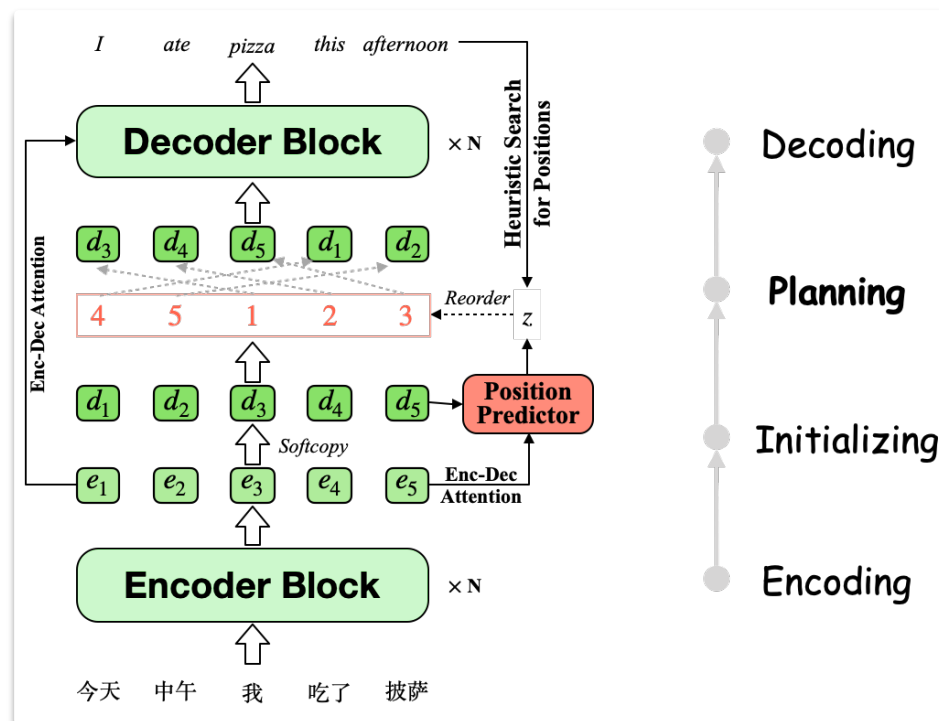 I ate pizza this afternoon
Decoder Block
× N
Heuristic Search
for Positions
Decoding
Enc-Dec Attention
d3 d4 d5 d1 d2
Planning
Reorder
4 5 1 2 3
z
d1 d2 d3 d4 d5
Position
Predictor
Softcopy
Initializing
e1 e2 e3 e4 e5
Enc-Dec
Attention
Encoder Block
× N
Encoding
今天 中午 我 吃了 披萨